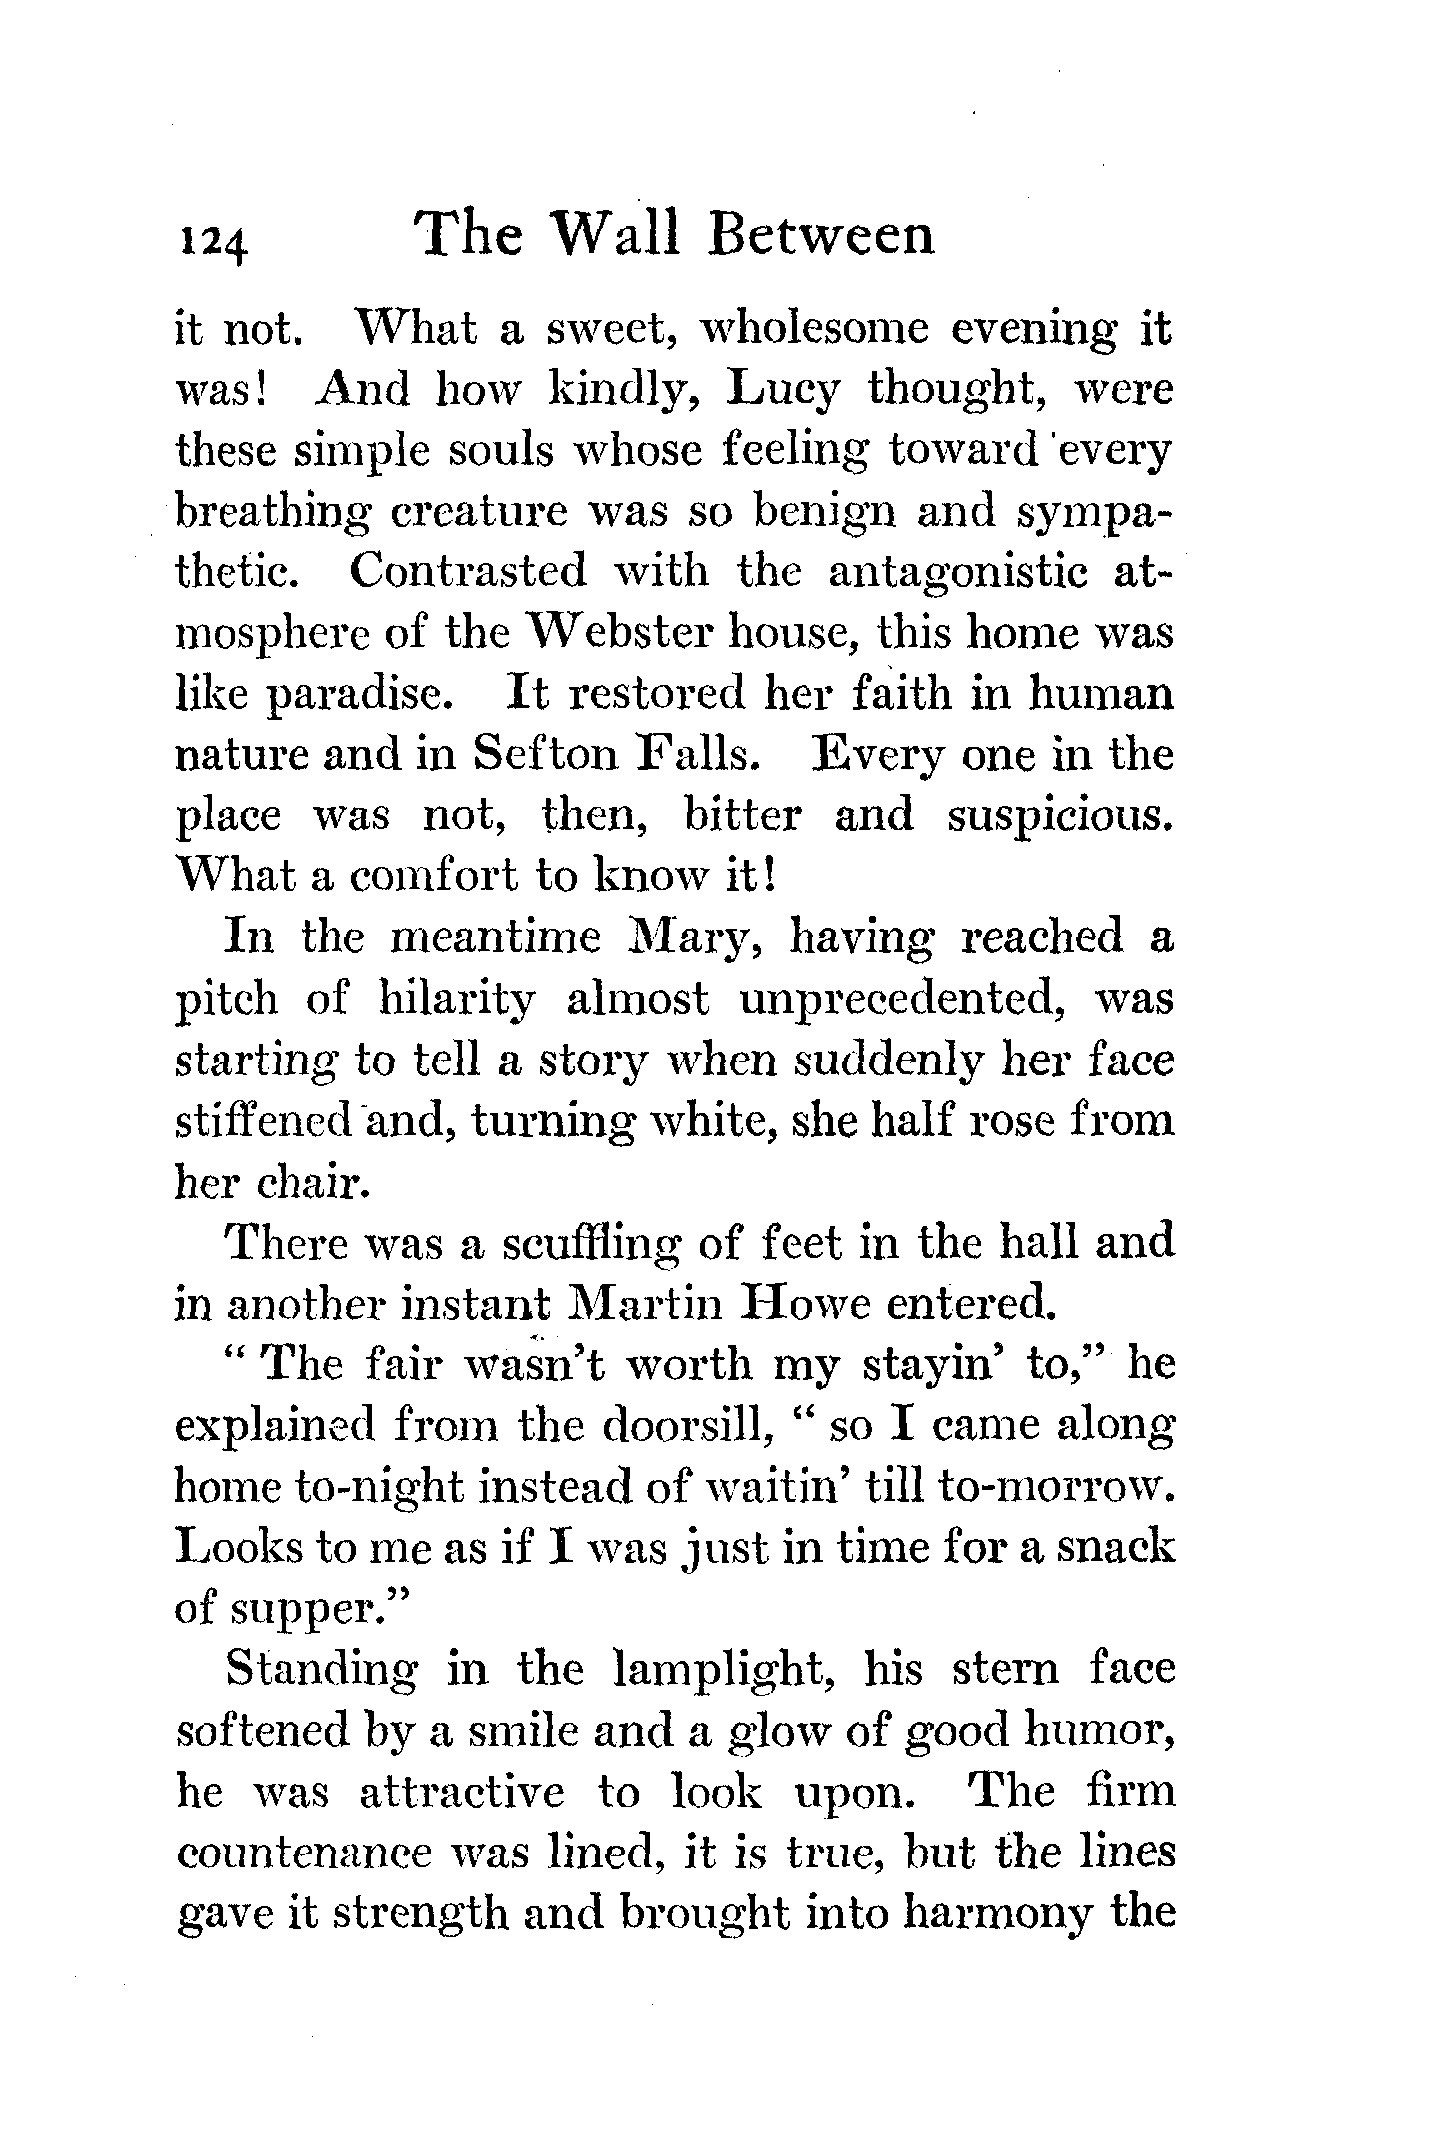 124 The Wall Between
it not. What a sweet, wholesome evening it
was! And how kindly, Lucy thought, were
these simple souls whose feeling toward every
breathing creature was so benign and sympa-
thetic. Contrasted with the antagonistic at-
mosphere of the Webster house, this home was
like paradise. It restored her faith in human
nature and in Sefton Falls. Every one in the
place was not, then, bitter and suspicious.
What a comfort to know it!
In the meantime Mary, having reached a
pitch of hilarity almost unprecedented, was
starting to tell a story when suddenly her face
stiffened and, turning white, she half rose from
her chair.
There was a scuffling of feet in the hall and
in another instant Martin Howe entered.
“ The fair wasn’t worth my stayin’ to,” he
explained from the doorsill, “ so I came along
home to-night instead of waitin’ till to-morrow.
Looks to me as if I was just in time for a snack
of supper.”
Standing in the lamplight, his stern face
softened by a smile and a glow of good humor,
he was attractive to look upon. The firm
countenance was lined, it is true, but the lines
gave it strength and brought into harmony the